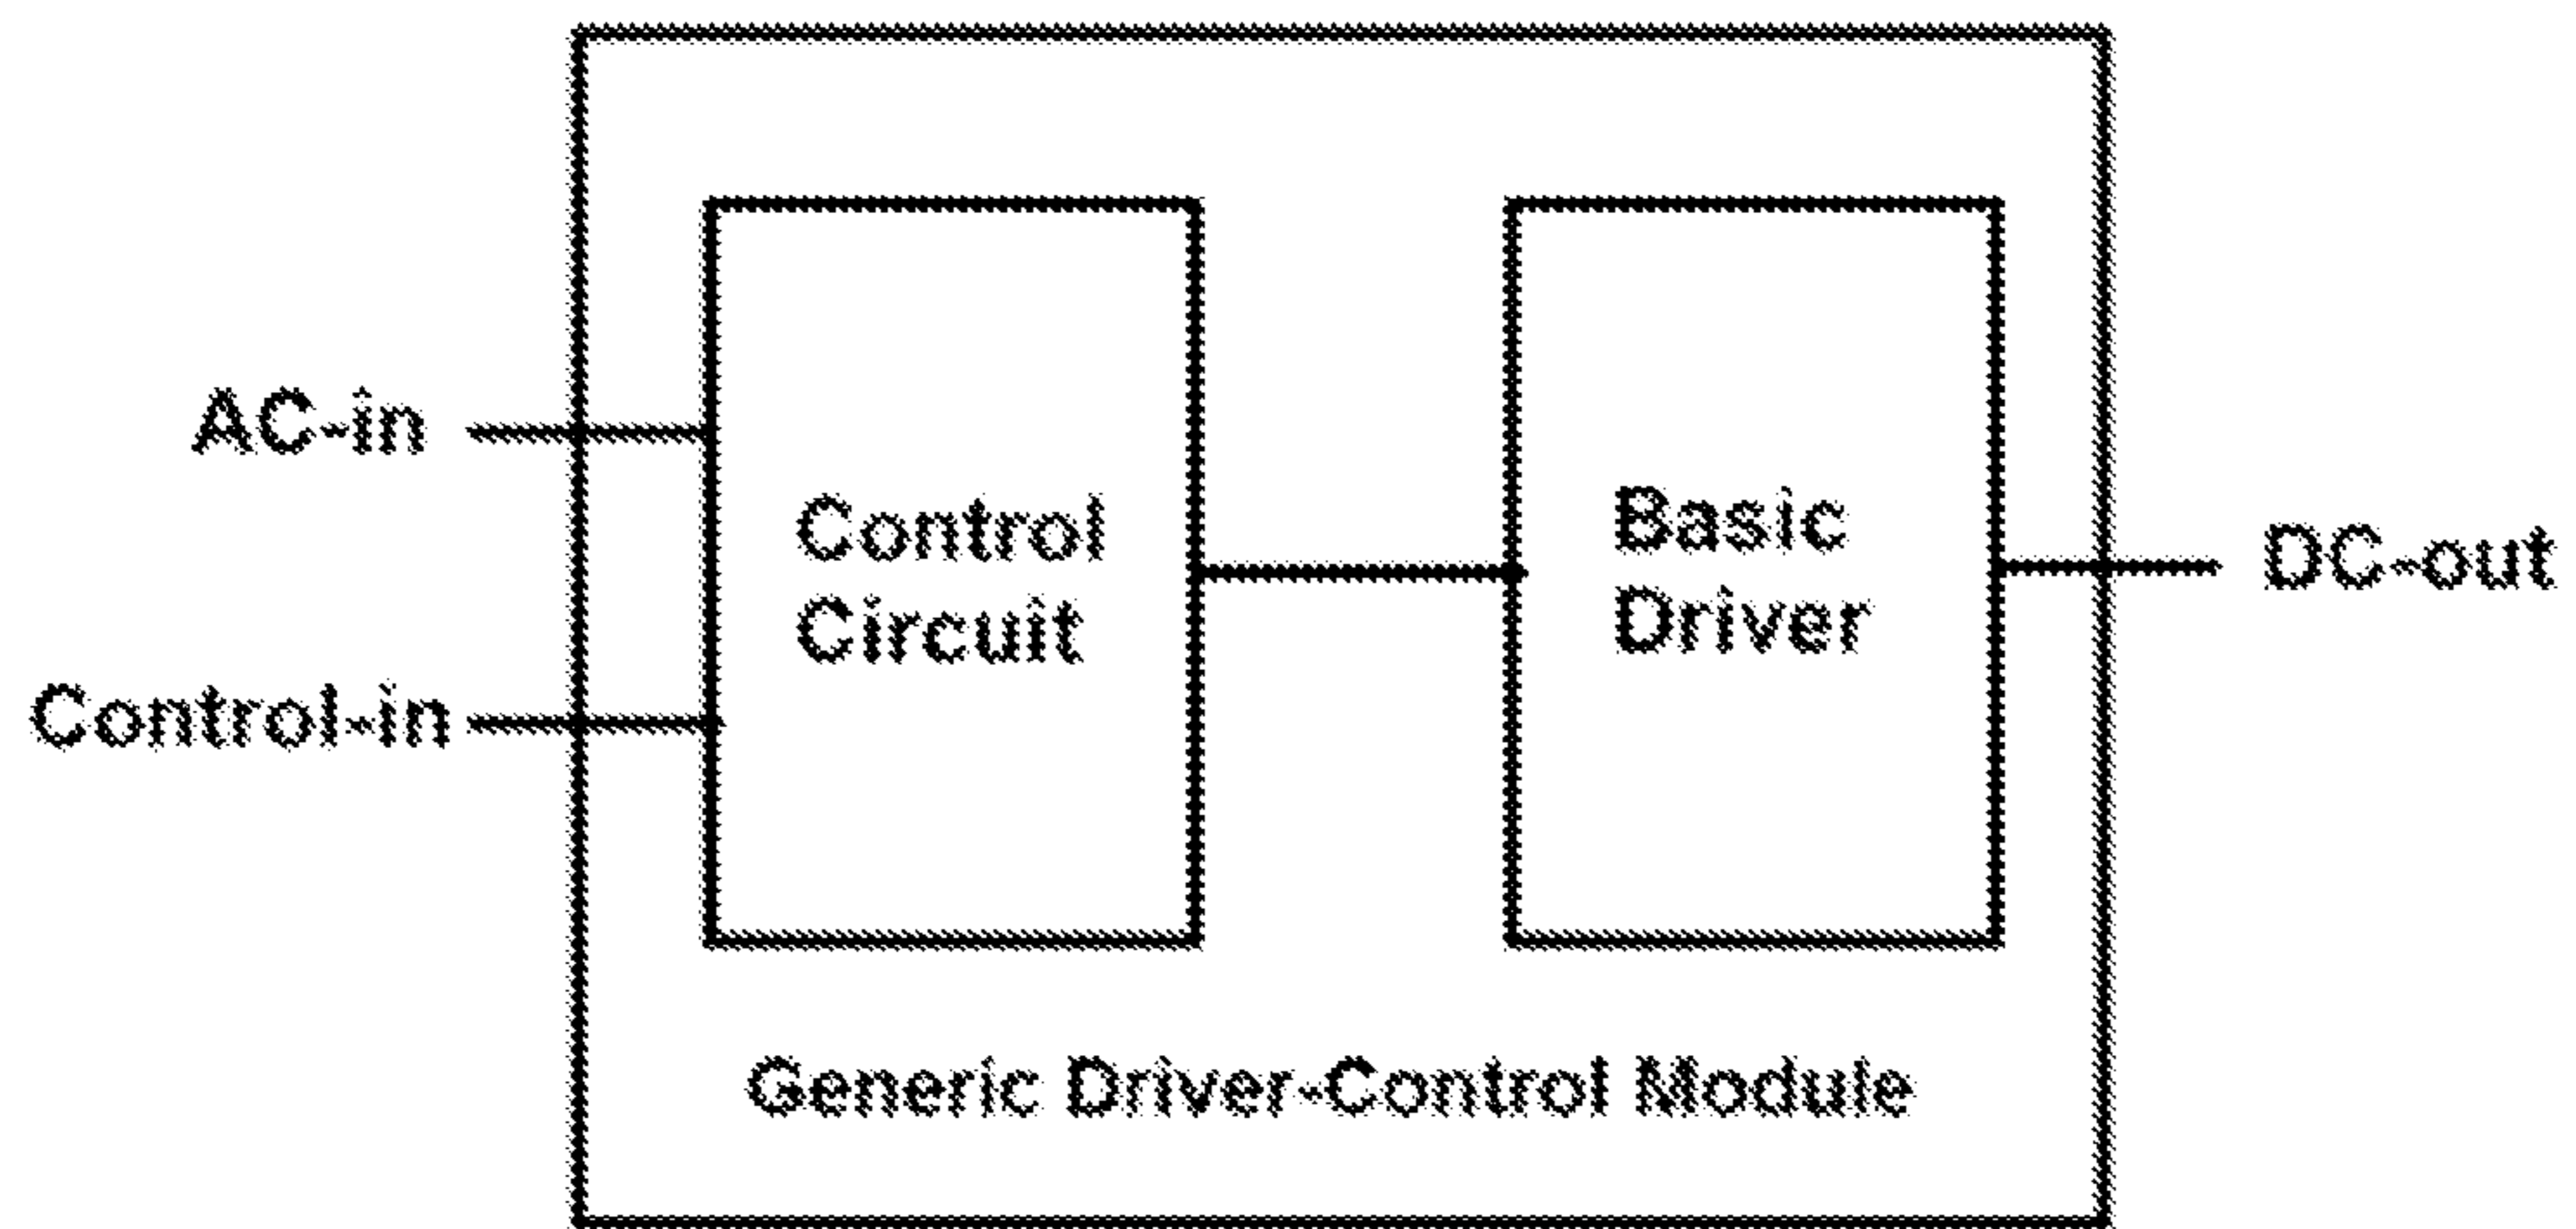 AC-in
Control-in
Control
Circuit
Basic
Driver
DC-out
Generic Driver-Control Module